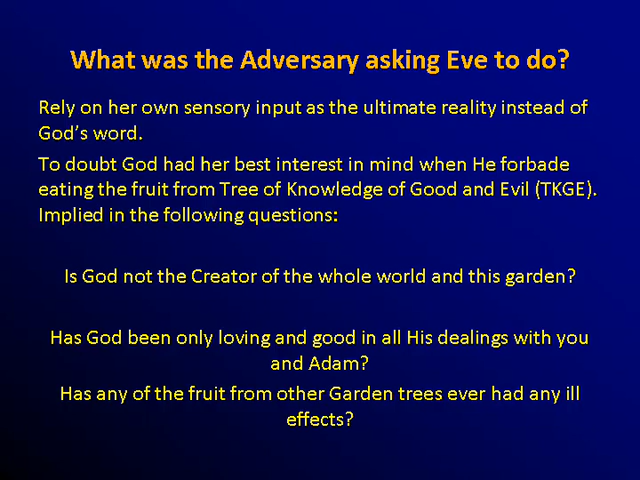 What was the Adversary asking Eve to do?
Rely on her own sensory input as the ultimate reality instead of
God's word.
To doubt God had her best interest in mind when He forbade
eating the fruit from Tree of Knowledge of Good and Evil (TKGE).
Implied in the following questions:
Is God not the Creator of the whole world and this garden?
Has God been only loving and good in all His dealings with you
and Adam?
Has any of the fruit from other Garden trees ever had any ill
effects?